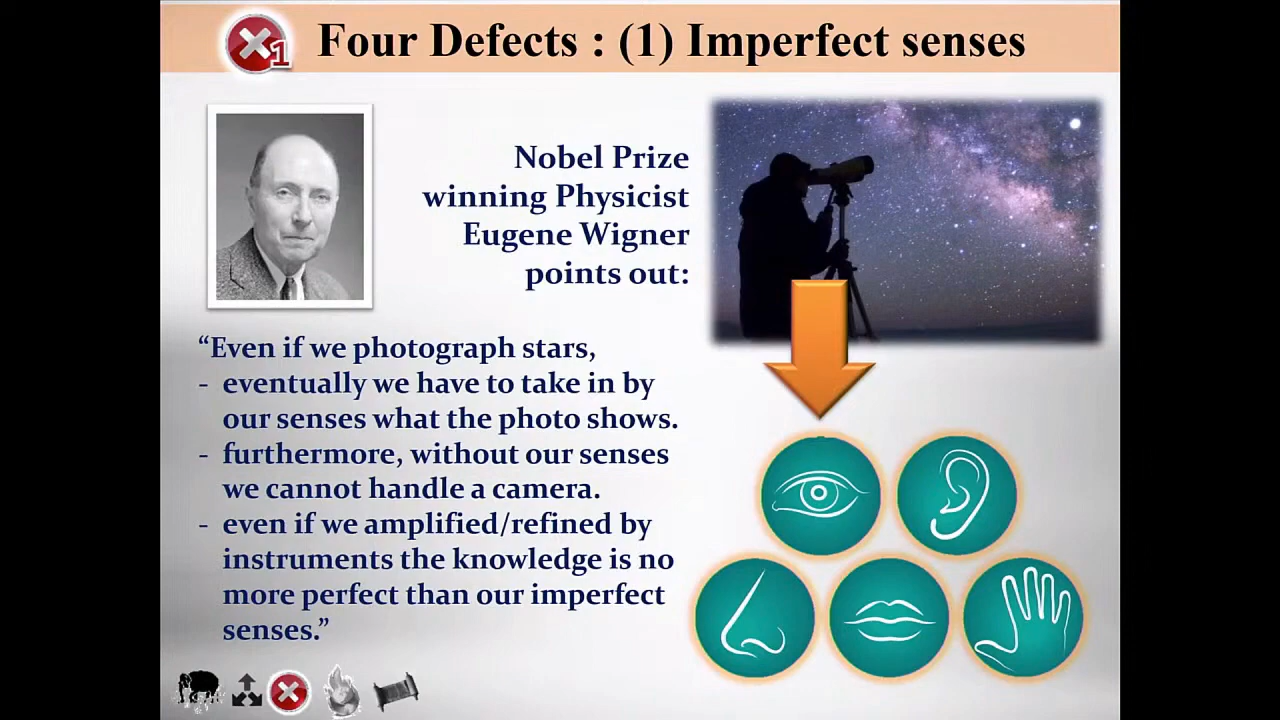 1
Four Defects : (1) Imperfect senses
Nobel Prize
winning Physicist
Eugene Wigner
points out:
“Even if we photograph stars,
- eventually we have to take in by
our senses what the photo shows.
- furthermore, without our senses
we cannot handle a camera.
- even if we amplified/refined by
instruments the knowledge is no
more perfect than our imperfect
senses.”